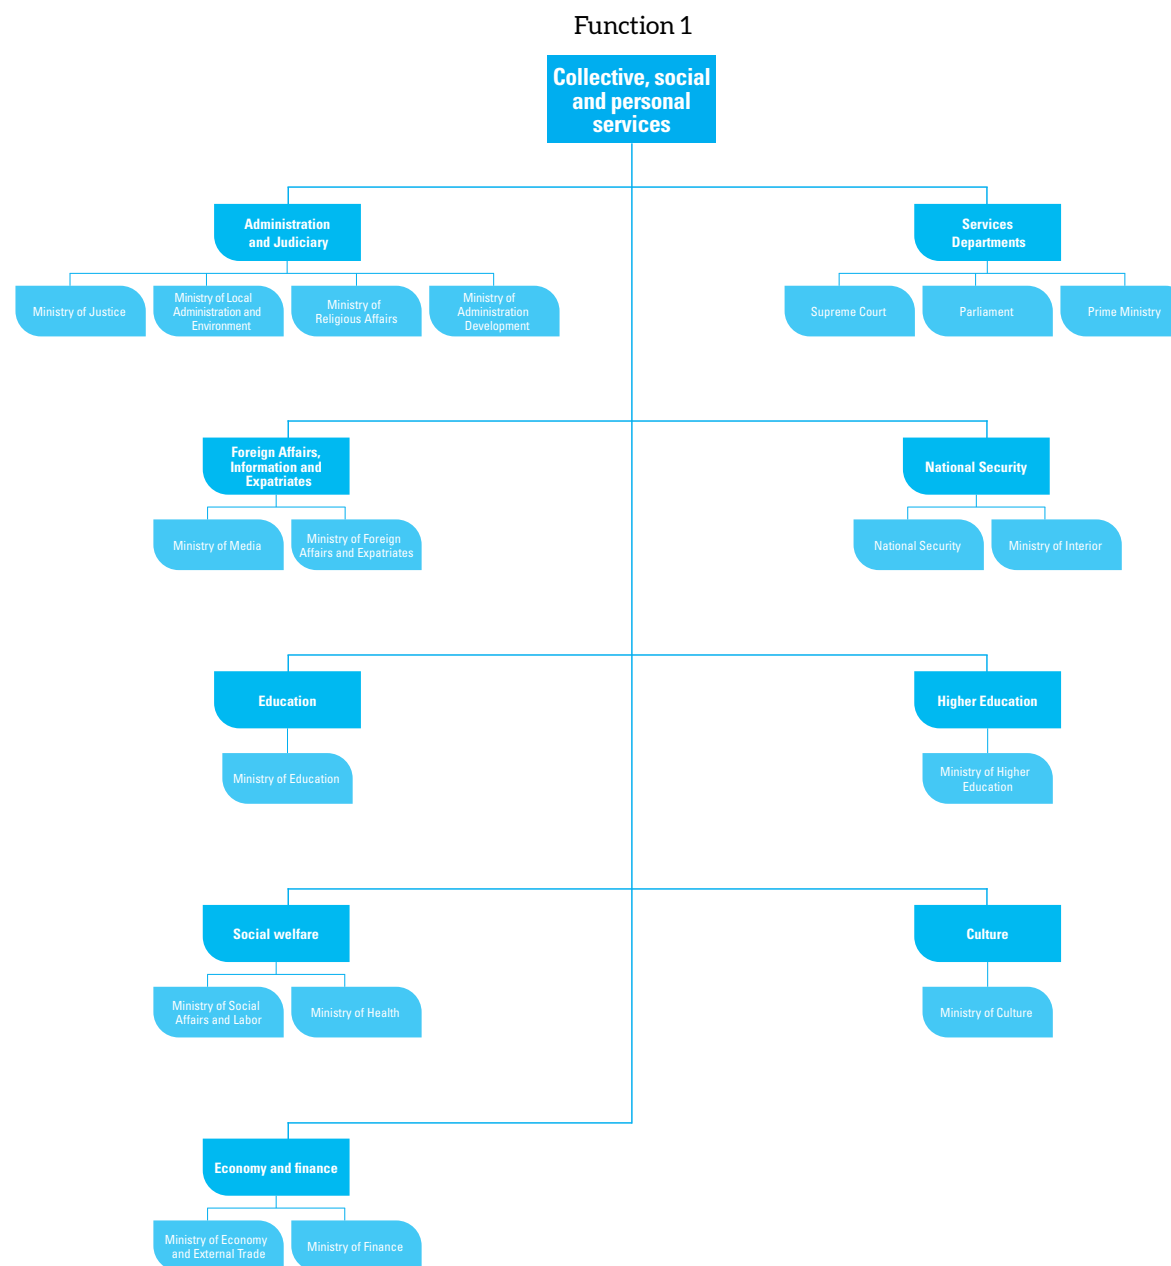 Function 1
Collective, social
and personal
services
Administration
and Judiciary
Services
Departments
Ministry of Justice
Ministry of Local
Administration and
Environment
Ministry of
Religious Affairs
Ministry of
Administration
Development
Supreme Court
Parliament
Prime Ministry
Foreign Affairs,
Information and
Expatriates
National Security
Ministry of Media
Ministry of Foreign
Affairs and Expatriates
National Security
Ministry of Interior
Education
Higher Education
Ministry of Education
Ministry of Higher
Education
Social welfare
Culture
Ministry of Social
Affairs and Labor
Ministry of Health
Ministry of Culture
Economy and finance
Ministry of Economy
and External Trade
Ministry of Finance